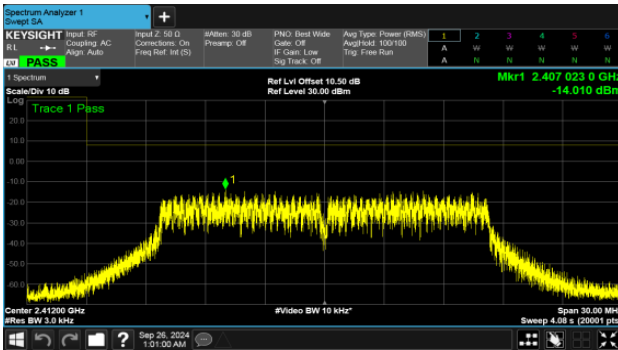 Spectrum Analyzer 1
Swept SA
+
KEYSIGHT Input: RF Input Z: 50 Ω #Atten: 30 dB PNO: Best Wide Avg Type: Power (RMS) 1 2 3 4 5 6
RL Coupling: AC Corrections: On Preamp: Off Gate: Off Avg|Hold: 100/100 A W W W W W
Align: Auto Freq Ref: Int (S) IF Gain: Low Trig: Free Run
PASS Sig Track: Off A N N N N N
1 Spectrum Ref Lvl Offset 10.50 dB Mkr1 2.407 023 0 GHz
Scale/Div 10 dB Ref Level 30.00 dBm -14.010 dBm
Log
Trace 1 Pass
20.0
10.0
0.00
-10.0
1
-20.0
-30.0
-40.0
-50.0
-60.0
Center 2.41200 GHz #Video BW 10 kHz* Span 30.00 MH
#Res BW 3.0 kHz Sweep 4.08 s (20001 pts
? Sep 26, 2024
1:01:00 AM